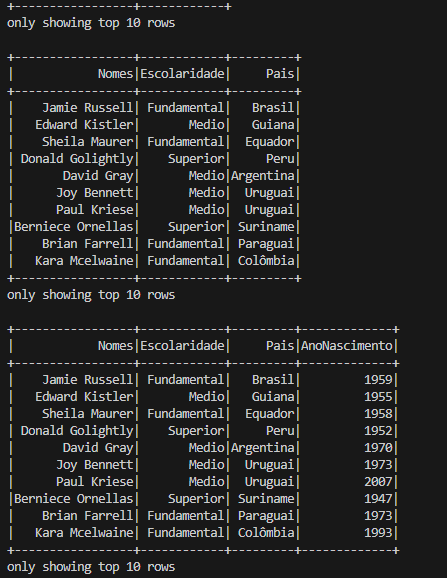 +-----------------+------------+
only showing top 10 rows
+-----------------+------------+---------+
|            Nomes|Escolaridade|     Pais|
+-----------------+------------+---------+
|    Jamie Russell| Fundamental|   Brasil|
|   Edward Kistler|       Medio|   Guiana|
|    Sheila Maurer| Fundamental|  Equador|
| Donald Golightly|    Superior|     Peru|
|       David Gray|       Medio|Argentina|
|      Joy Bennett|       Medio|  Uruguai|
|      Paul Kriese|       Medio|  Uruguai|
|Berniece Ornellas|    Superior| Suriname|
|    Brian Farrell| Fundamental| Paraguai|
|   Kara Mcelwaine| Fundamental| Colômbia|
+-----------------+------------+---------+
only showing top 10 rows
+-----------------+------------+---------+-------------+
|            Nomes|Escolaridade|     Pais|AnoNascimento|
+-----------------+------------+---------+-------------+
|    Jamie Russell| Fundamental|   Brasil|         1959|
|   Edward Kistler|       Medio|   Guiana|         1955|
|    Sheila Maurer| Fundamental|  Equador|         1958|
| Donald Golightly|    Superior|     Peru|         1952|
|       David Gray|       Medio|Argentina|         1970|
|      Joy Bennett|       Medio|  Uruguai|         1973|
|      Paul Kriese|       Medio|  Uruguai|         2007|
|Berniece Ornellas|    Superior| Suriname|         1947|
|    Brian Farrell| Fundamental| Paraguai|         1973|
|   Kara Mcelwaine| Fundamental| Colômbia|         1993|
+-----------------+------------+---------+-------------+
only showing top 10 rows